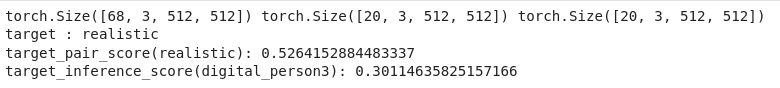 torch.Size([68, 3, 512, 512]) torch.Size([20, 3, 512, 512]) torch.Size([20, 3, 512, 512])
target : realistic
target_pair_score(realistic): 0.5264152884483337
target_inference_score(digital_person3): 0.30114635825157166